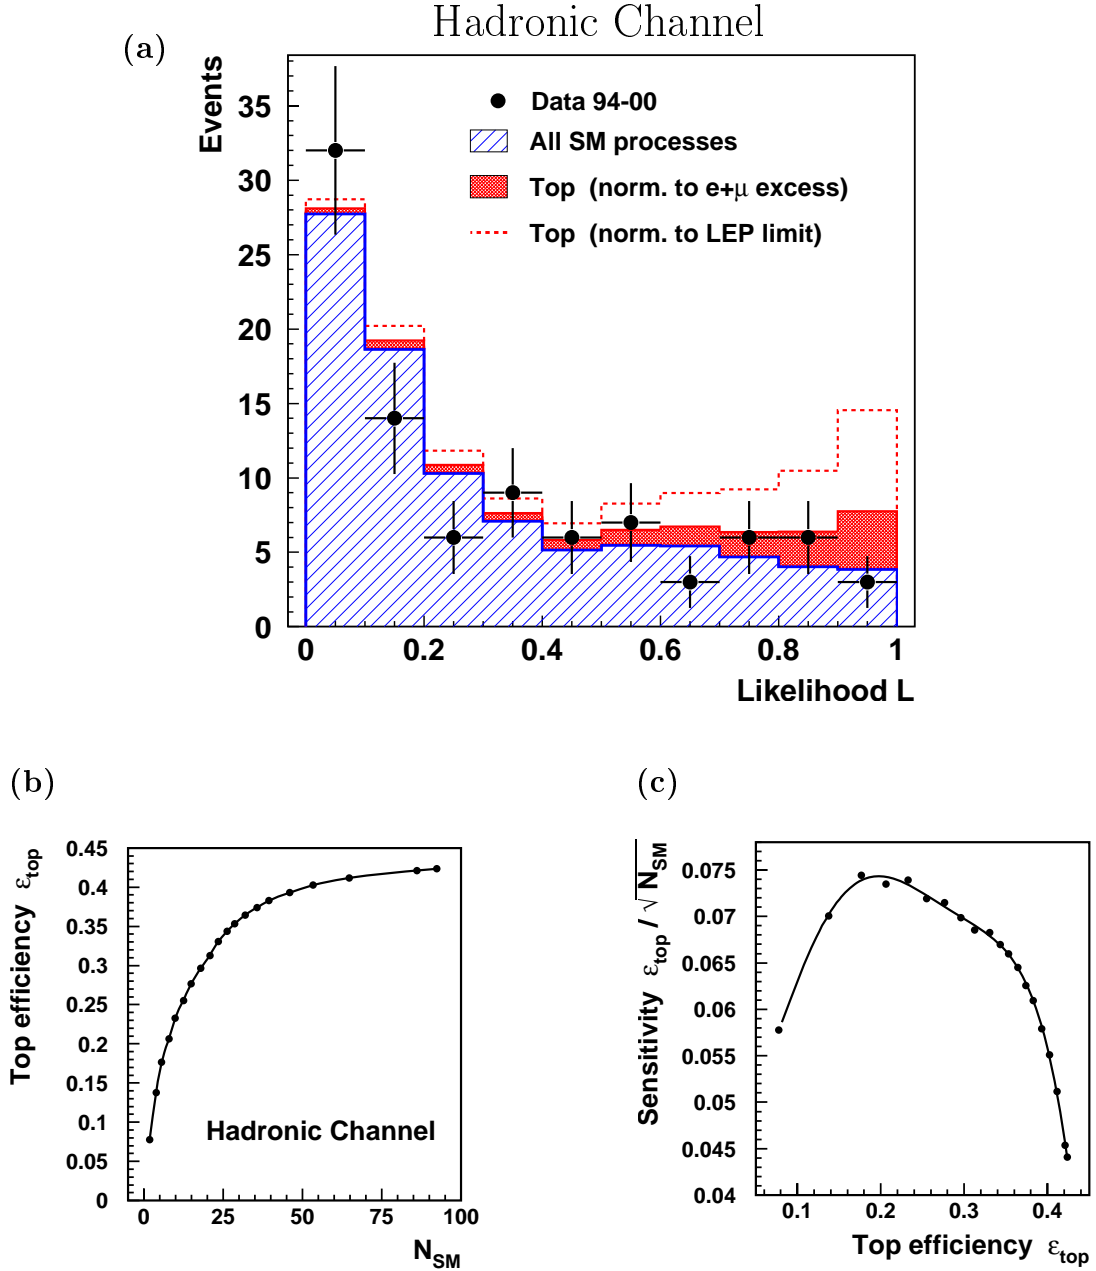 Hadronic Channel
(a)
Events
35
30
25
20
15
10
5
0
Data 94-00
All SM processes
Top (norm. to e+μ excess)
Top (norm. to LEP limit)
0 0.2 0.4 0.6 0.8 1
Likelihood L
(b)
Top efficiency ε_top
0.45
0.4
0.35
0.3
0.25
0.2
0.15
0.1
0.05
0
Hadronic Channel
0 25 50 75 100
N_SM
(c)
Sensitivity ε_top / √N_SM
0.075
0.07
0.065
0.06
0.055
0.05
0.045
0.04
0.1 0.2 0.3 0.4
Top efficiency ε_top